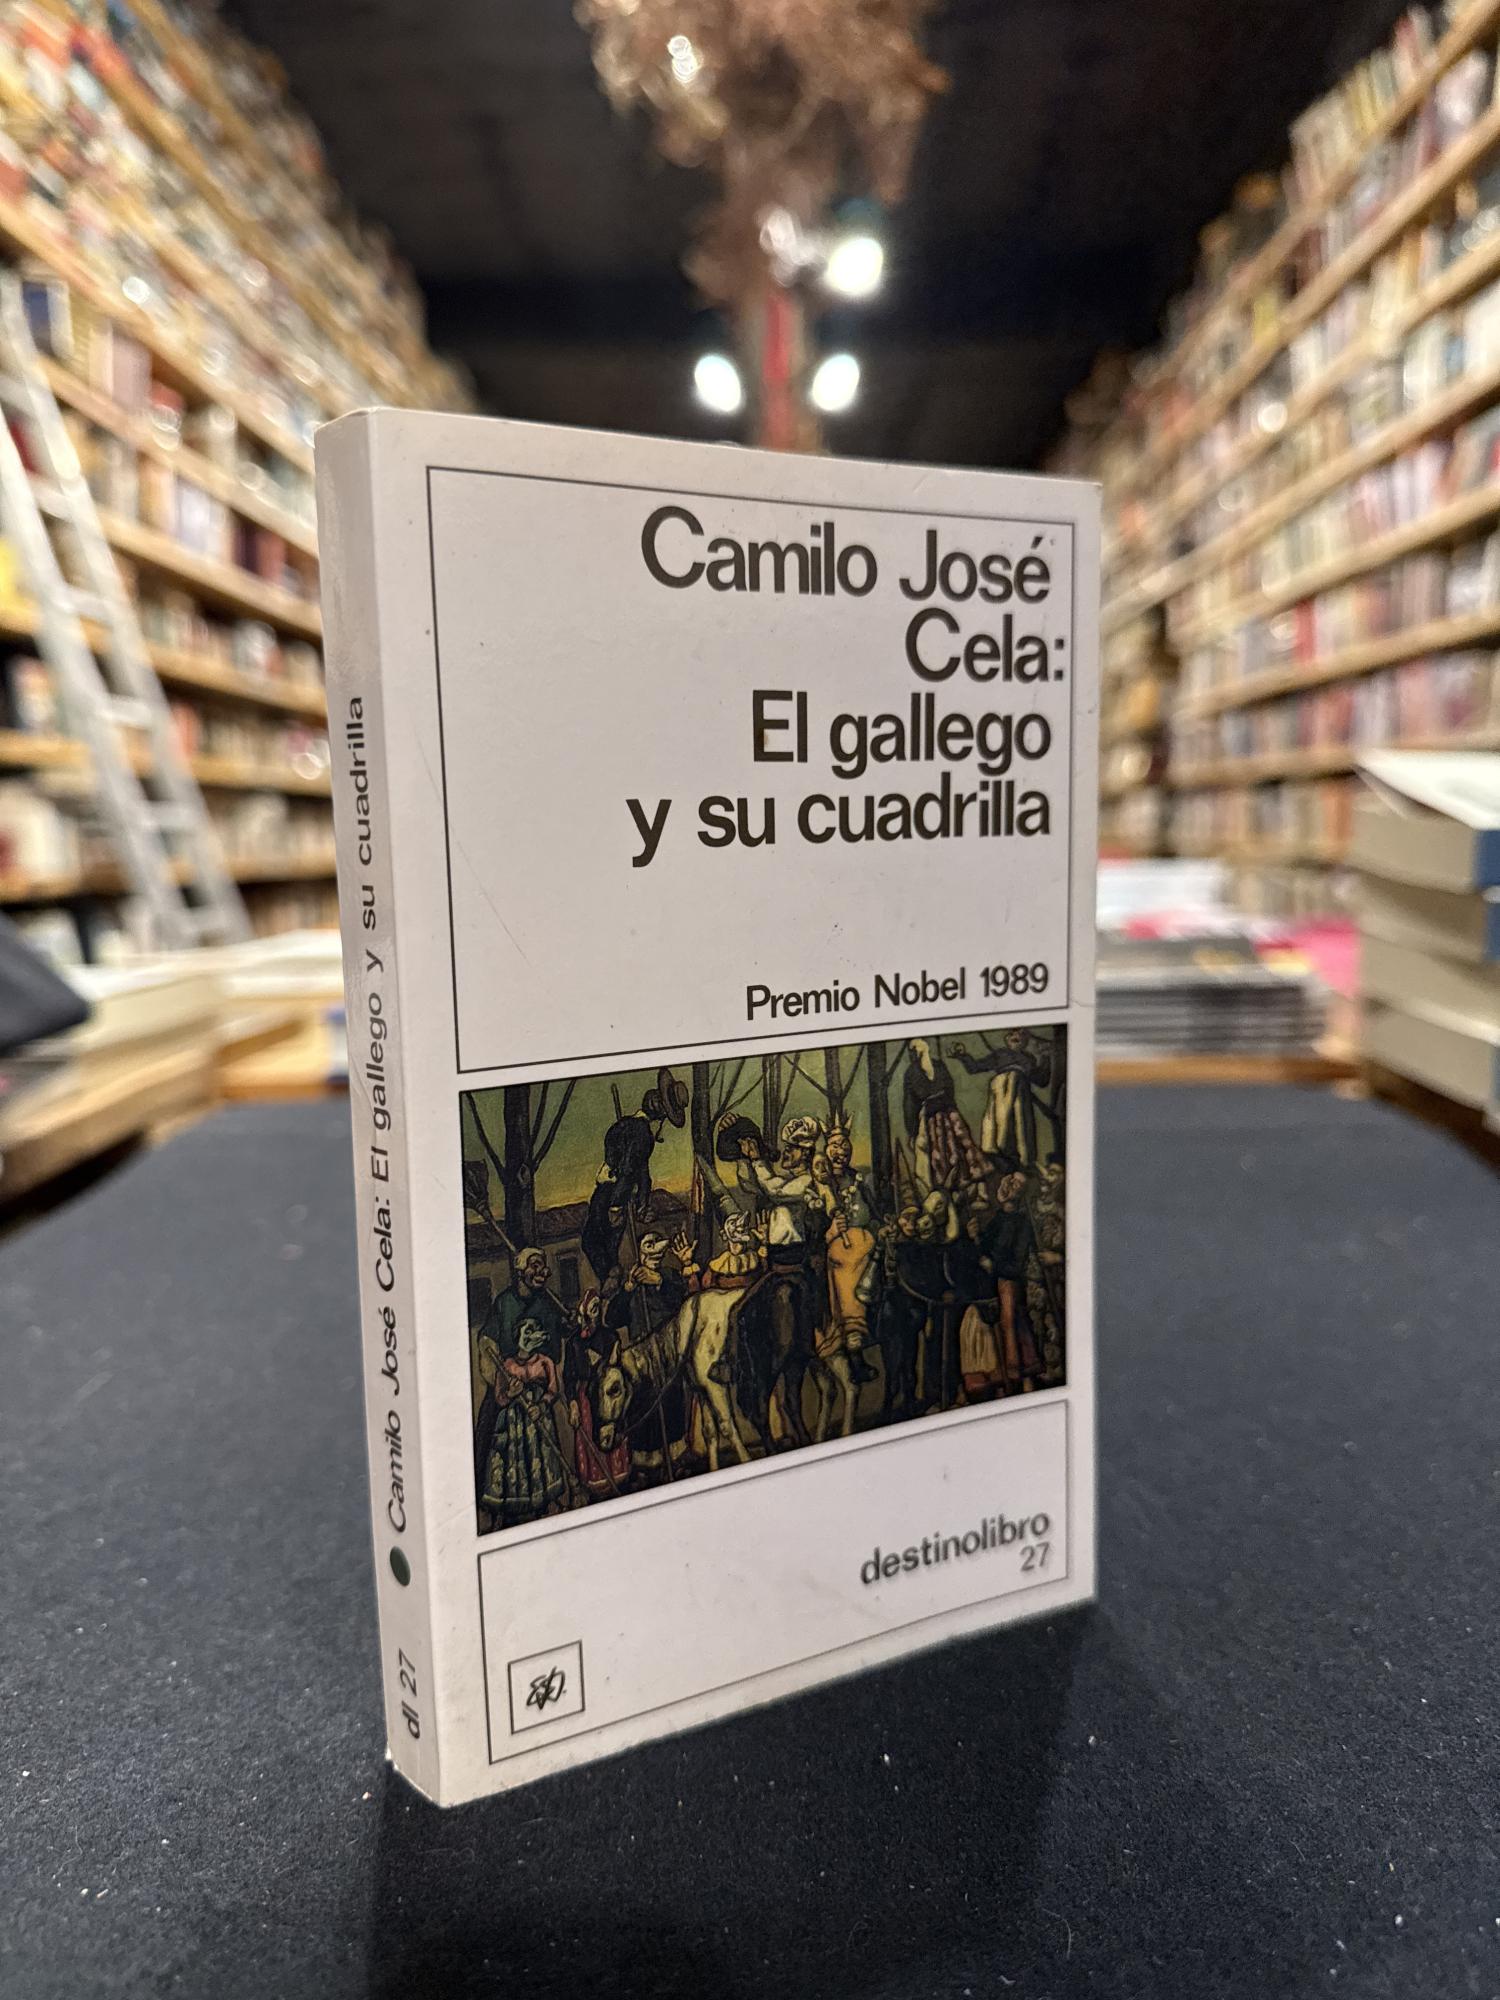 Camilo José
Cela:
El gallego
y su cuadrilla
Premio Nobel 1989
destinolibro
27
dl 27 Camilo José Cela: El gallego y su cuadrilla